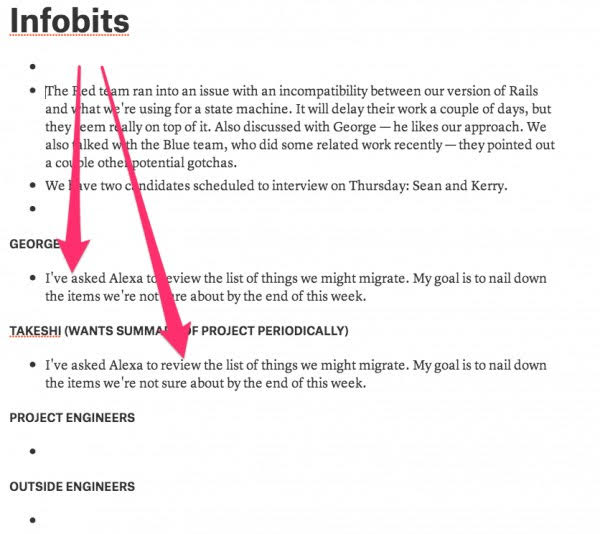 Infobits
The Red team ran into an issue with an incompatibility between our version of Rails
and what we're using for a state machine. It will delay their work a couple of days, but
they seem really on top of it. Also discussed with George — he likes our approach. We
also talked with the Blue team, who did some related work recently — they pointed out
a couple other potential gotchas.
We have two candidates scheduled to interview on Thursday: Sean and Kerry.
GEORGE
I've asked Alexa to review the list of things we might migrate. My goal is to nail down
the items we're not sure about by the end of this week.
TAKESHI (WANTS SUMMARY OF PROJECT PERIODICALLY)
I've asked Alexa to review the list of things we might migrate. My goal is to nail down
the items we're not sure about by the end of this week.
PROJECT ENGINEERS
OUTSIDE ENGINEERS